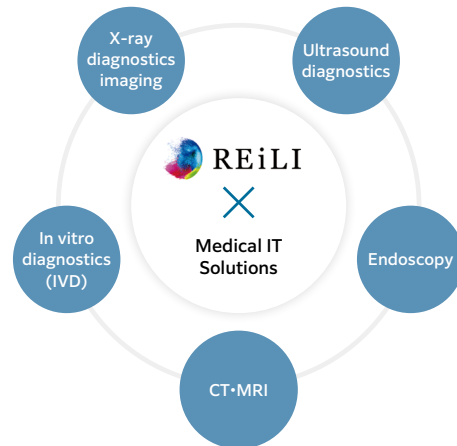 X-ray
diagnostics
imaging
Ultrasound
diagnostics
REiLI
Medical IT
Solutions
In vitro
diagnostics
(IVD)
Endoscopy
CT•MRI